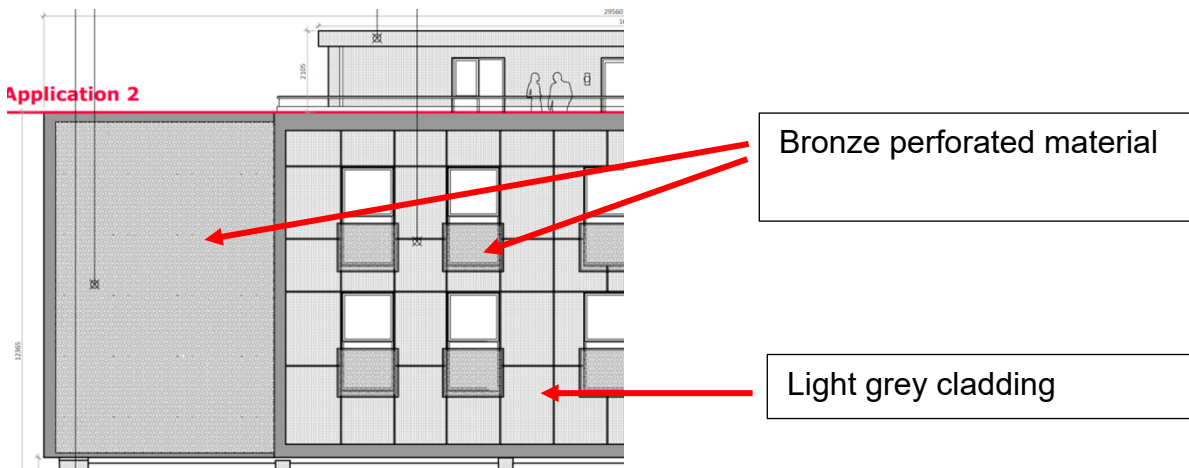 29560
2105
Application 2
Bronze perforated material
12365
Light grey cladding